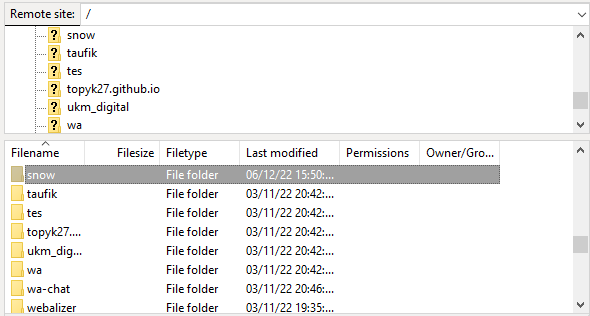 Remote site: /
snow
taufik
tes
topyk27.github.io
ukm_digital
wa
Filename Filesize Filetype Last modified Permissions Owner/Gro...
snow File folder 06/12/22 15:50:...
taufik File folder 03/11/22 20:42:...
tes File folder 03/11/22 20:42:...
topyk27.... File folder 03/11/22 20:42:...
ukm_dig... File folder 03/11/22 20:42:...
wa File folder 03/11/22 20:42:...
wa-chat File folder 03/11/22 20:46:...
webalizer File folder 03/11/22 19:35:...